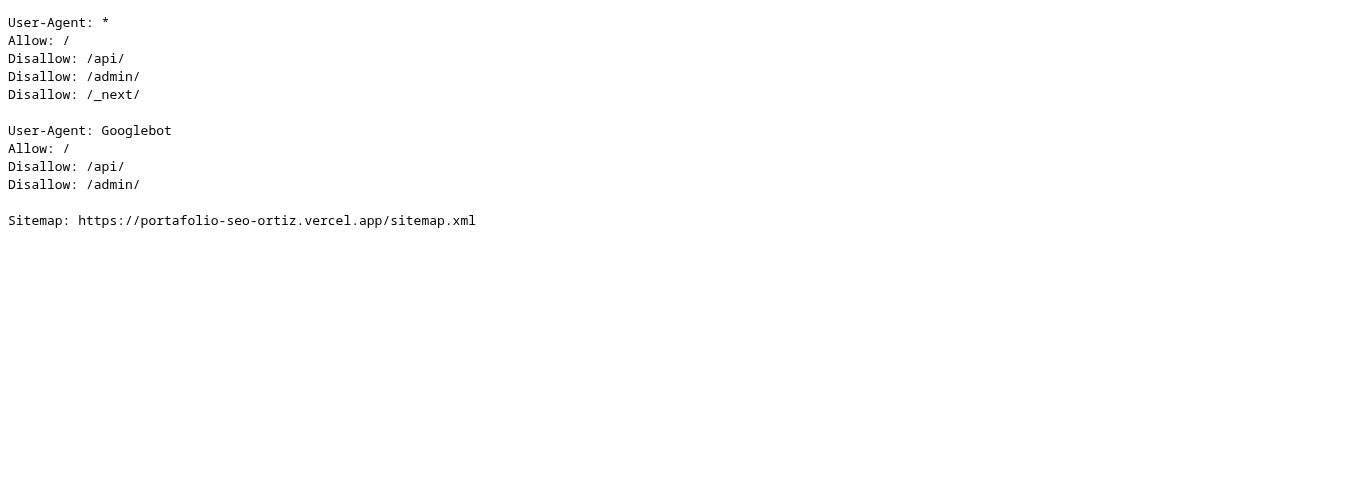 User-Agent: *
Allow: /
Disallow: /api/
Disallow: /admin/
Disallow: /_next/

User-Agent: Googlebot
Allow: /
Disallow: /api/
Disallow: /admin/

Sitemap: https://portafolio-seo-ortiz.vercel.app/sitemap.xml